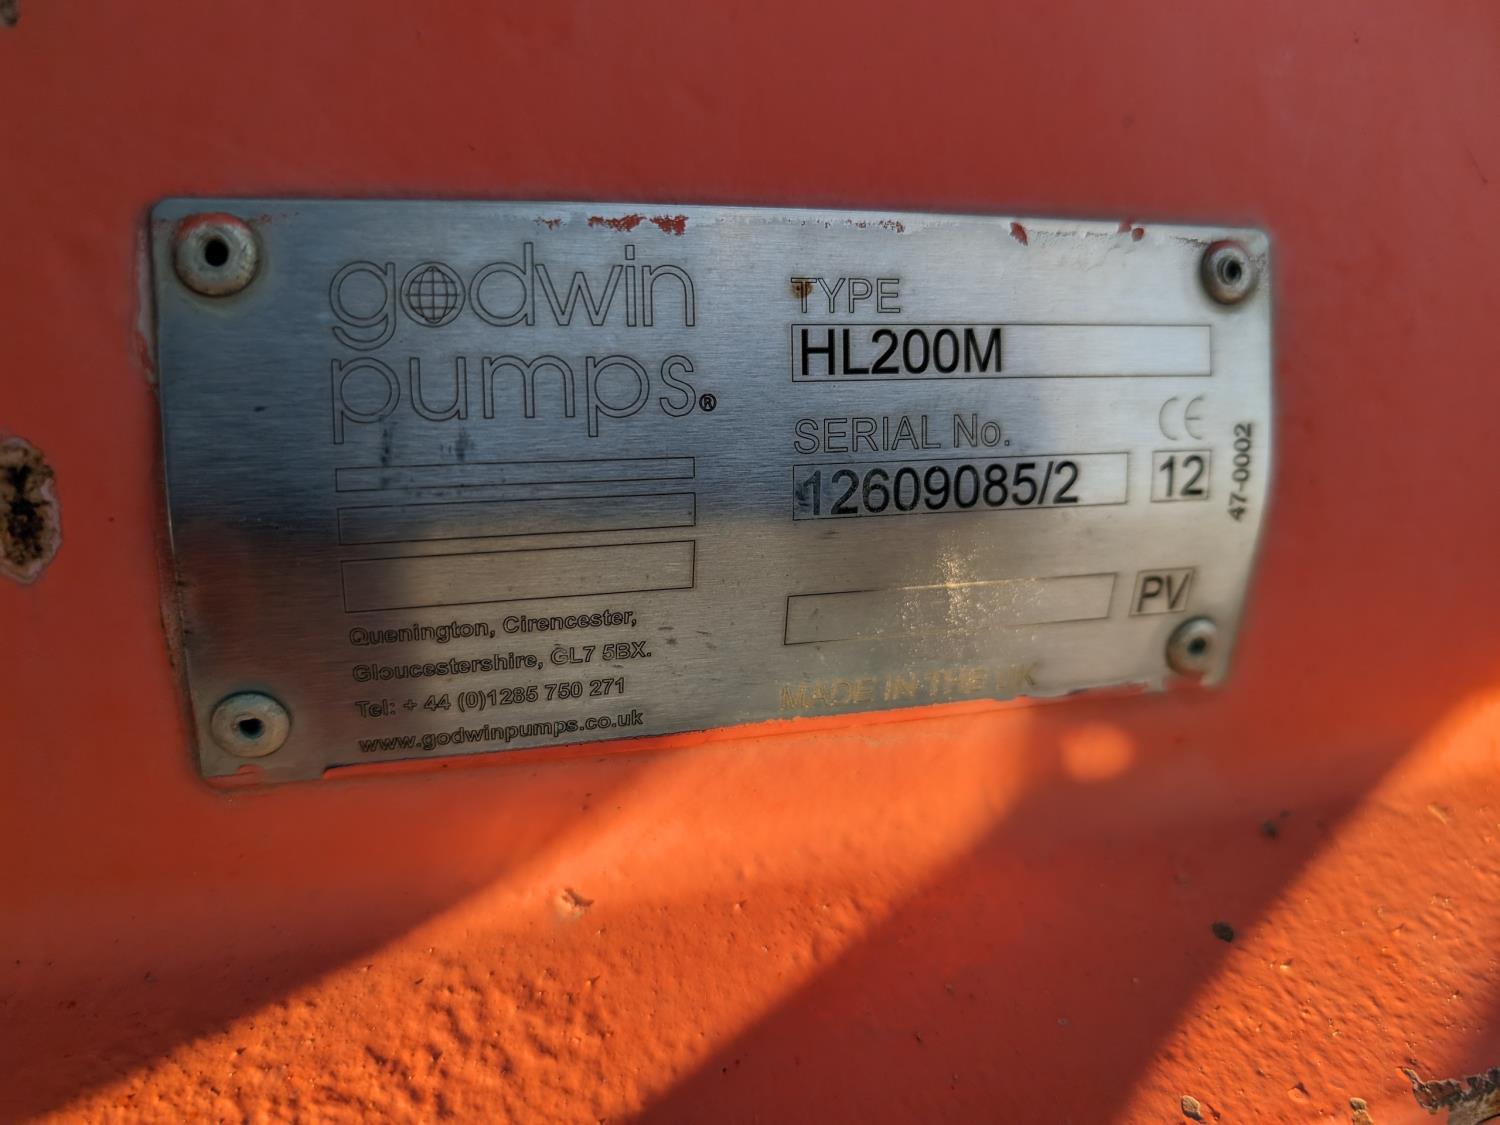 godwin
pumps®
Quenington, Cirencester,
Gloucestershire, GL7 5BX.
Tel: + 44 (0)1285 750 271
www.godwinpumps.co.uk
TYPE
HL200M
SERIAL No.
CE
12609085/2
12
47-0002
PV
MADE IN THE UK